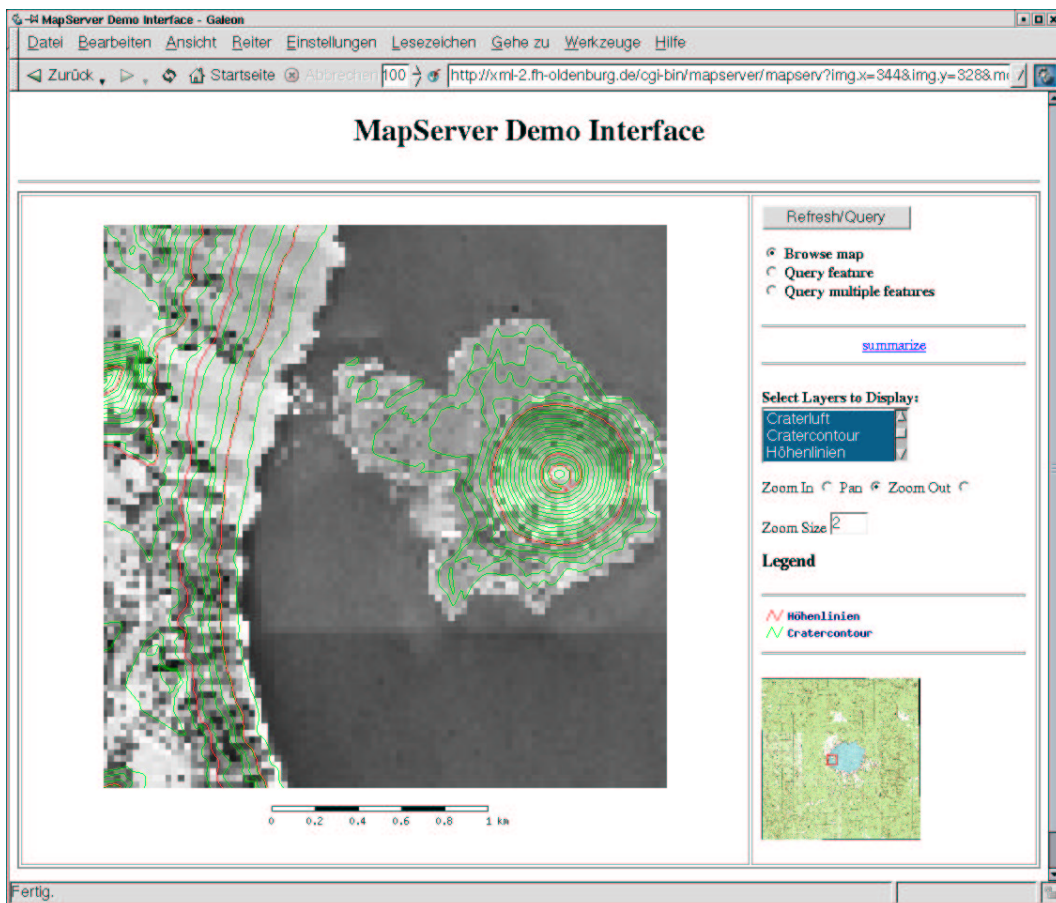 MapServer Demo Interface - Galeon
Datei Bearbeiten Ansicht Reiter Einstellungen Lesezeichen Gehe zu Werkzeuge Hilfe
Zurück Startseite Abbrechen 100 http://xml-2.fh-oldenburg.de/cgi-bin/mapserver/mapserv?img.x=344&img.y=328&m
MapServer Demo Interface
Refresh/Query
Browse map
Query feature
Query multiple features
summarize
Select Layers to Display:
Craterluft
Cratercontour
Höhenlinien
Zoom In Pan Zoom Out
Zoom Size 2
Legend
Höhenlinien
Cratercontour
0 0.2 0.4 0.6 0.8 1 km
Fertig.